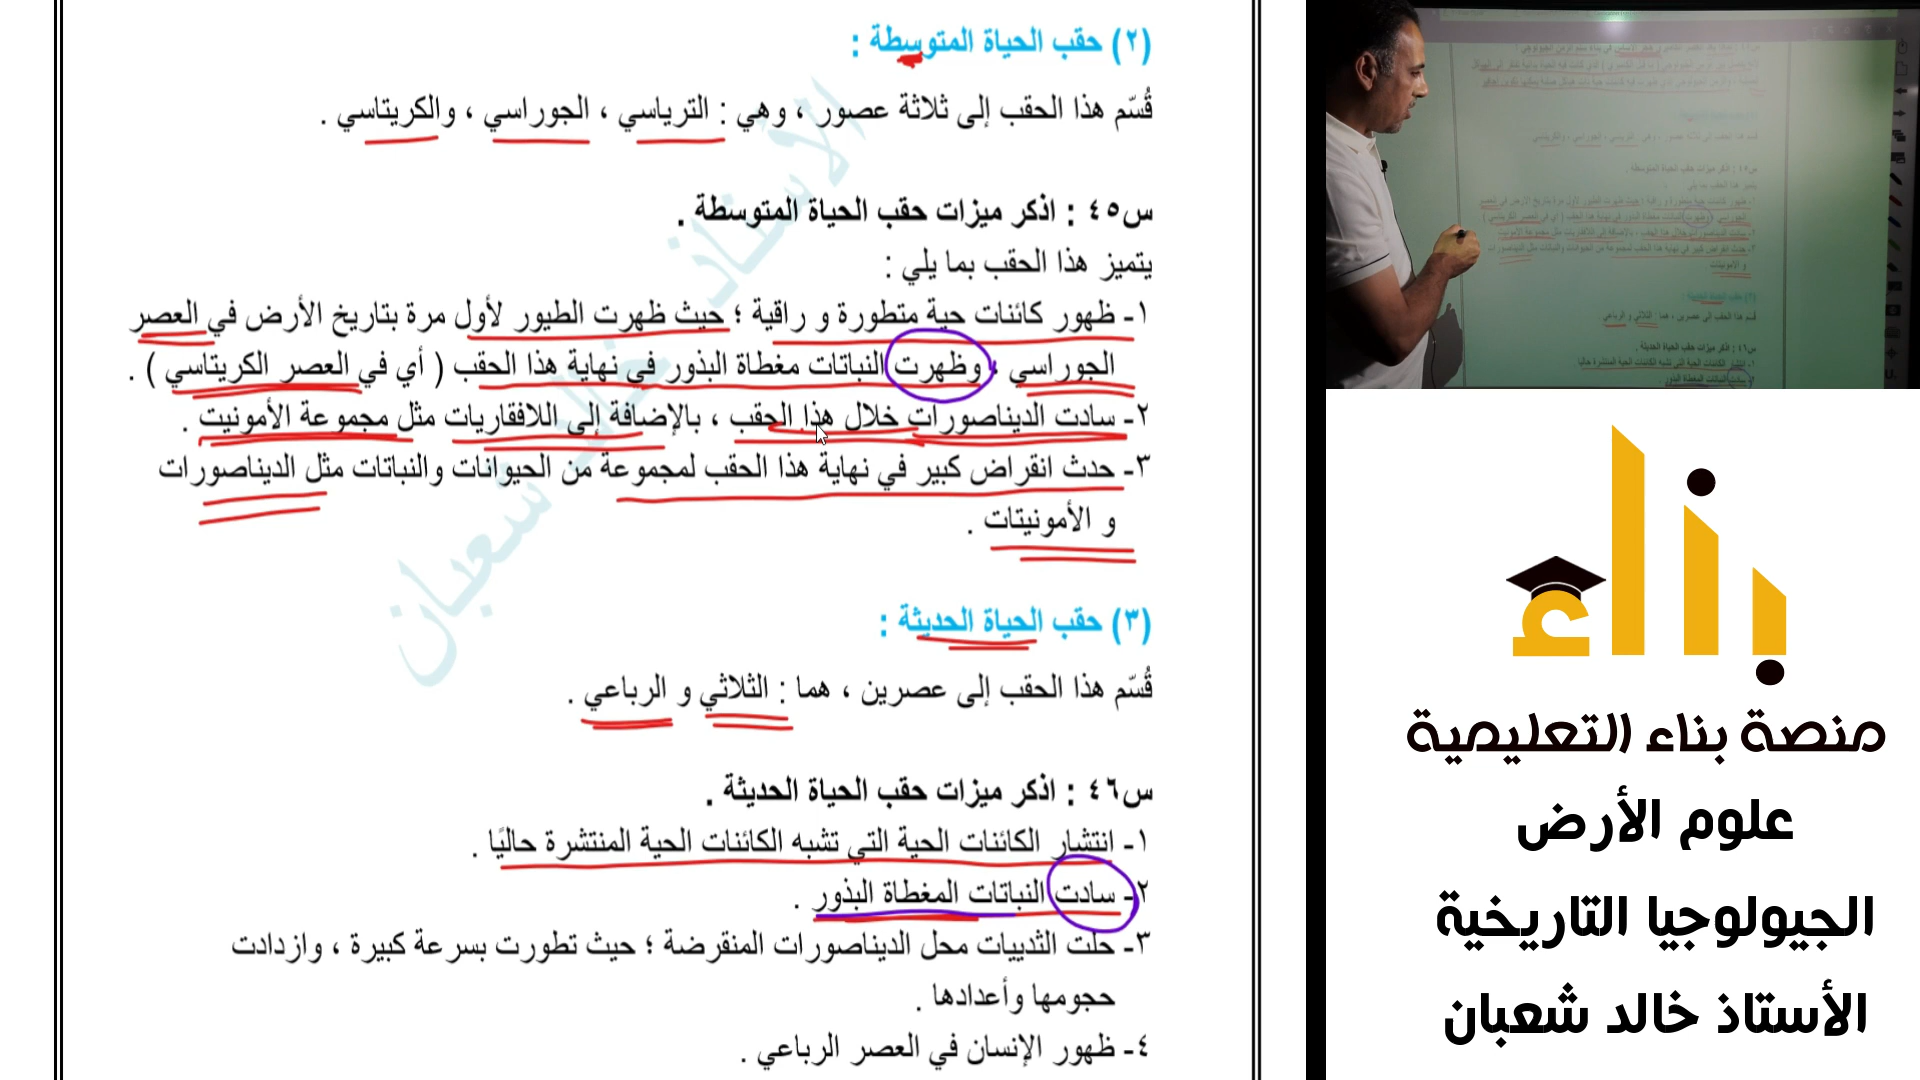 (٢) حقب الحياة المتوسطة :
قُسّم هذا الحقب إلى ثلاثة عصور ، وهي : الترياسي ، الجوراسي ، والكريتاسي .
س٤٥ : اذكر ميزات حقب الحياة المتوسطة .
يتميز هذا الحقب بما يلي :
١- ظهور كائنات حية متطورة و راقية ؛ حيث ظهرت الطيور لأول مرة بتاريخ الأرض في العصر
الجوراسي ، وظهرت النباتات مغطاة البذور في نهاية هذا الحقب ( أي في العصر الكريتاسي ) .
٢- سادت الديناصورات خلال هذا الحقب ، بالإضافة إلى اللافقاريات مثل مجموعة الأمونيت .
٣- حدث انقراض كبير في نهاية هذا الحقب لمجموعة من الحيوانات والنباتات مثل الديناصورات
و الأمونيتات .
(٣) حقب الحياة الحديثة :
قُسّم هذا الحقب إلى عصرين ، هما : الثلاثي و الرباعي .
س٤٦ : اذكر ميزات حقب الحياة الحديثة .
١- انتشار الكائنات الحية التي تشبه الكائنات الحية المنتشرة حاليًا .
٢- سادت النباتات المغطاة البذور .
٣- حلت الثدييات محل الديناصورات المنقرضة ؛ حيث تطورت بسرعة كبيرة ، وازدادت
حجومها وأعدادها .
٤- ظهور الإنسان في العصر الرباعي .
الأستاذ خالد شعبان
بناء
منصة بناء التعليمية
علوم الأرض
الجيولوجيا التاريخية
الأستاذ خالد شعبان